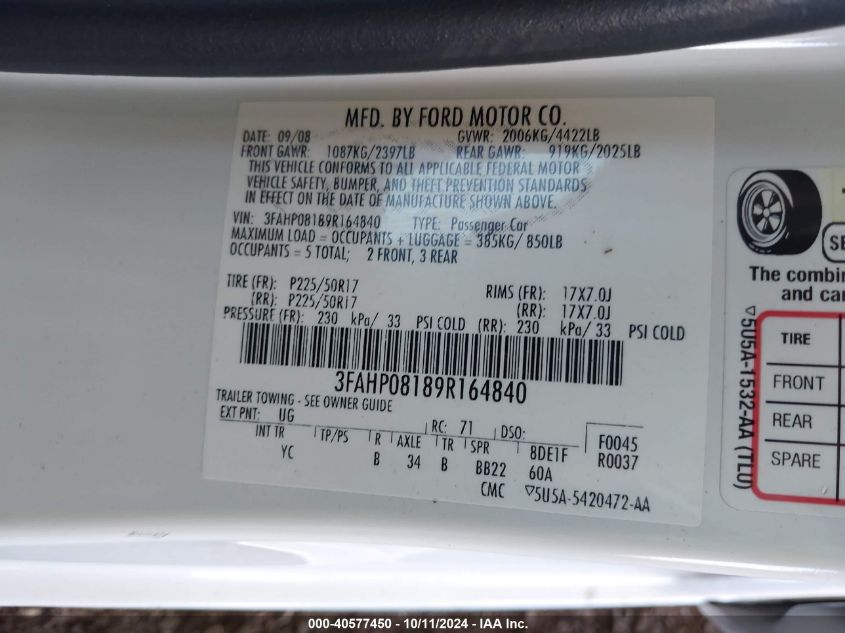 MFD. BY FORD MOTOR CO.
DATE: 09/08 GVWR: 2006KG/4422LB
FRONT GAWR: 1087KG/2397LB REAR GAWR: 919KG/2025LB
THIS VEHICLE CONFORMS TO ALL APPLICABLE FEDERAL MOTOR
VEHICLE SAFETY, BUMPER, AND THEFT PREVENTION STANDARDS
IN EFFECT ON THE DATE OF MANUFACTURE SHOWN ABOVE.
VIN: 3FAHP08189R164840 TYPE: Passenger Car
MAXIMUM LOAD = OCCUPANTS + LUGGAGE = 385KG/ 850LB
OCCUPANTS = 5 TOTAL; 2 FRONT, 3 REAR
TIRE (FR): P225/50R17 RIMS (FR): 17X7.0J
(RR): P225/50R17 (RR): 17X7.0J
PRESSURE (FR): 230 kPa/ 33 PSI COLD (RR): 230 kPa/ 33 PSI COLD
3FAHP08189R164840
TRAILER TOWING - SEE OWNER GUIDE
EXT PNT: UG RC: 71 DSO: F0045
INT TR TP/PS R AXLE TR SPR 8DE1F R0037
YC B 34 B BB22 60A
CMC ▽5U5A-5420472-AA
The combin
and car
TIRE
FRONT
REAR
SPARE
▽5U5A-1532-AA (TLU)
000-40577450 - 10/11/2024 - IAA Inc.